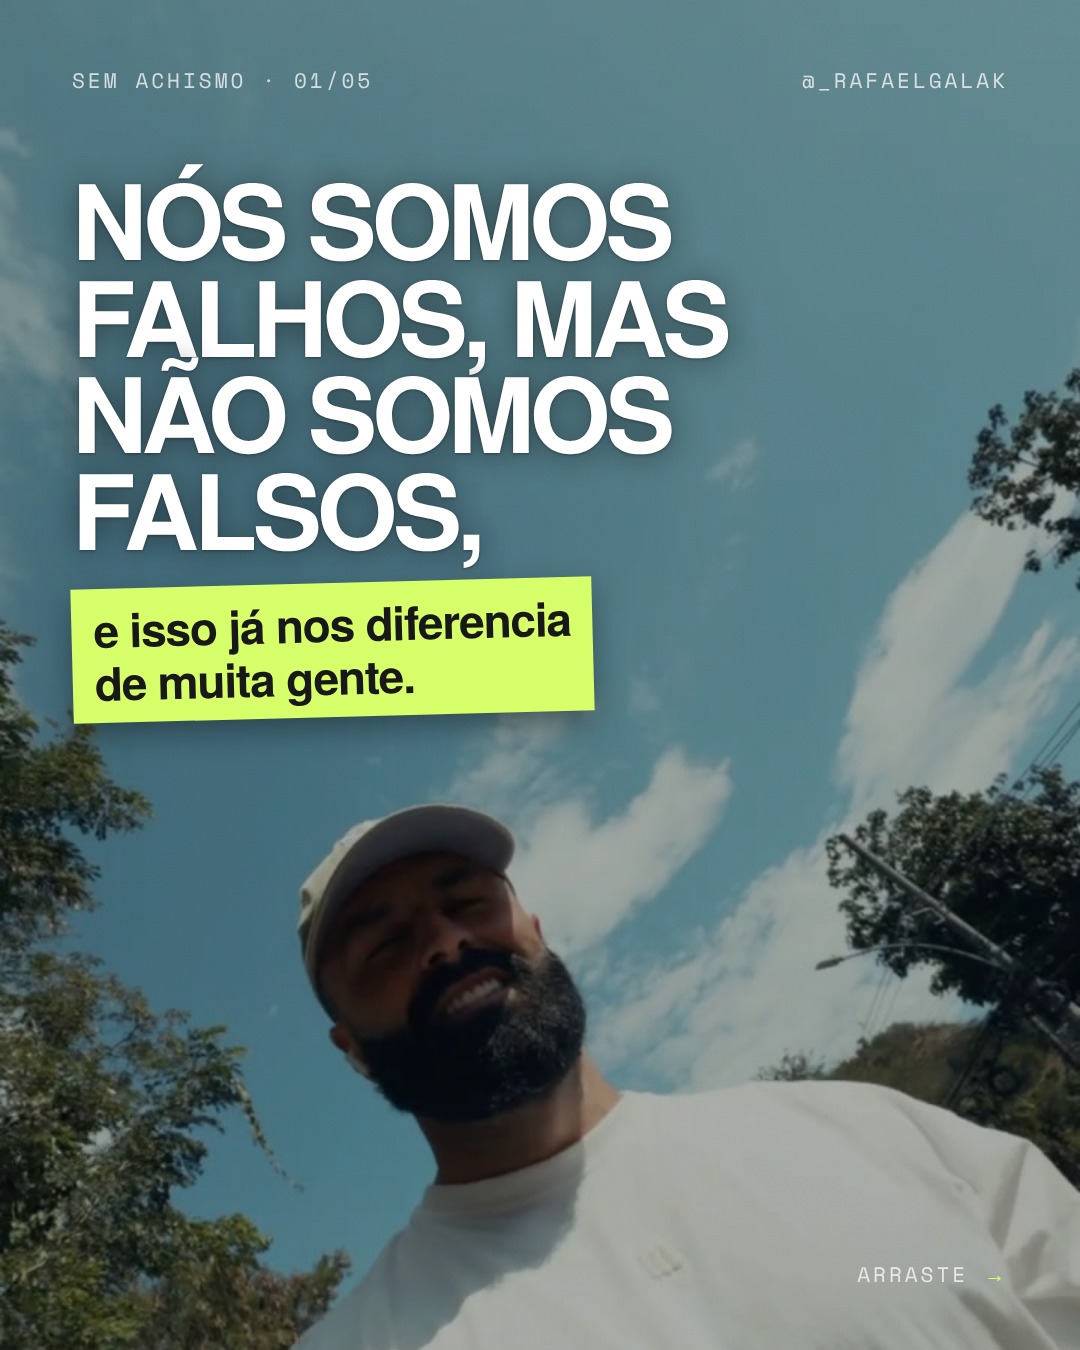 SEM ACHISMO · 01/05
@_RAFAELGALAK
NÓS SOMOS
FALHOS, MAS
NÃO SOMOS
FALSOS,
e isso já nos diferencia
de muita gente.
ARRASTE →